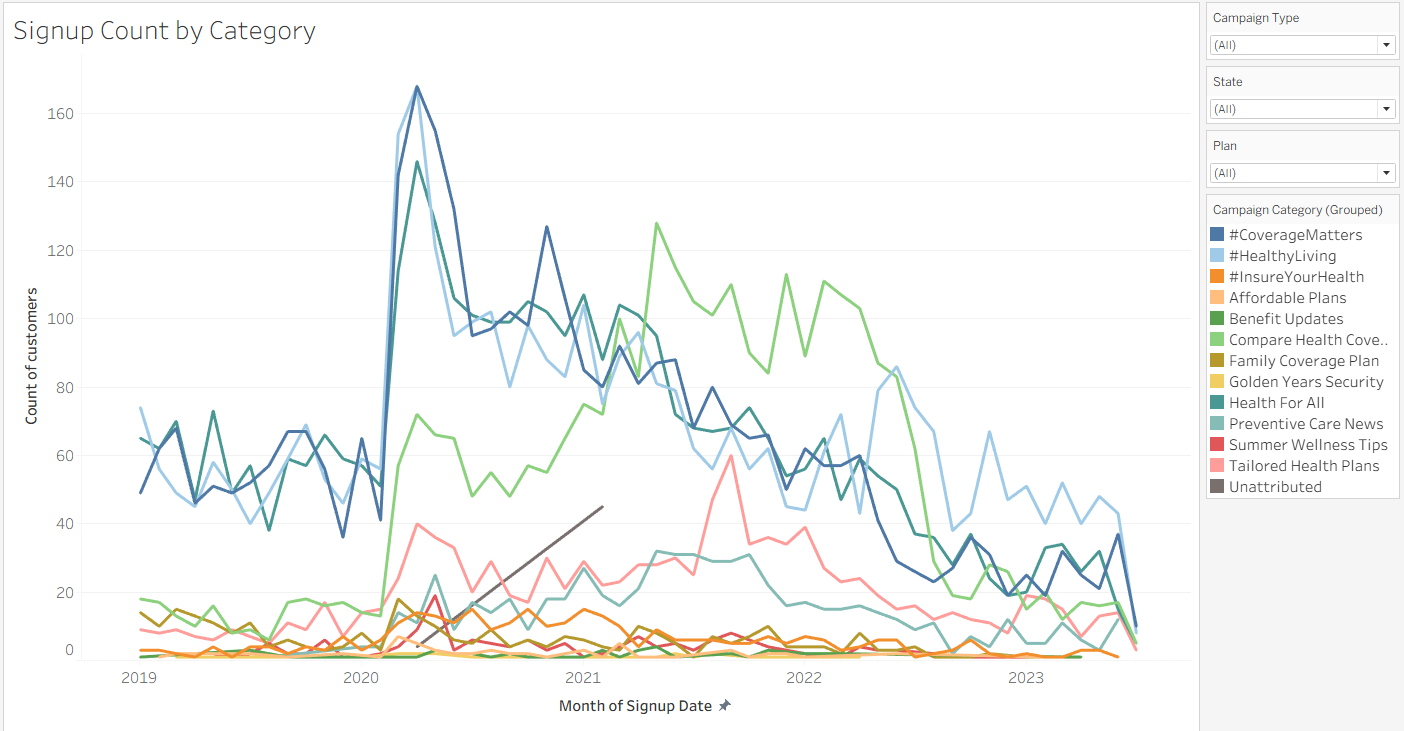 Signup Count by Category
Count of customers
160
140
120
100
80
60
40
20
0
2019 2020 2021 2022 2023
Month of Signup Date
Campaign Type
(All)
State
(All)
Plan
(All)
Campaign Category (Grouped)
#CoverageMatters
#HealthyLiving
#InsureYourHealth
Affordable Plans
Benefit Updates
Compare Health Cove..
Family Coverage Plan
Golden Years Security
Health For All
Preventive Care News
Summer Wellness Tips
Tailored Health Plans
Unattributed